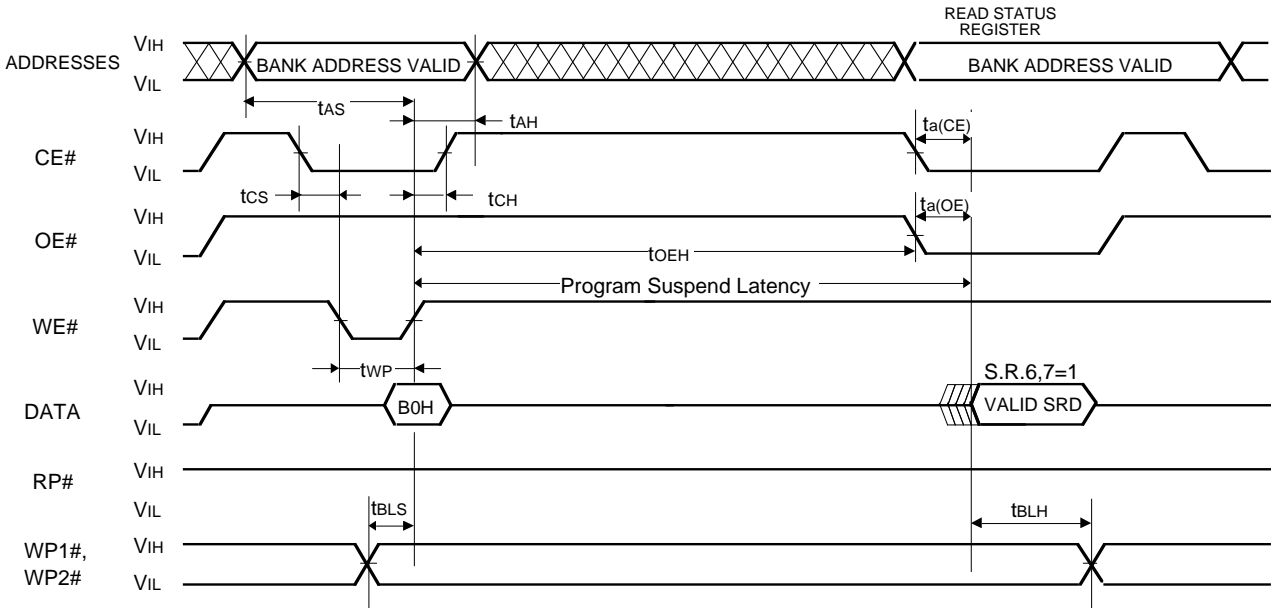 READ STATUS
REGISTER
ADDRESSES
VIH
VIL
BANK ADDRESS VALID
BANK ADDRESS VALID
tAS
tAH
ta(CE)
CE#
VIH
VIL
tCS
tCH
ta(OE)
OE#
VIH
VIL
tOEH
Program Suspend Latency
WE#
VIH
VIL
tWP
S.R.6,7=1
DATA
VIH
VIL
B0H
VALID SRD
RP#
VIH
VIL
tBLS
tBLH
WP1#,
WP2#
VIH
VIL